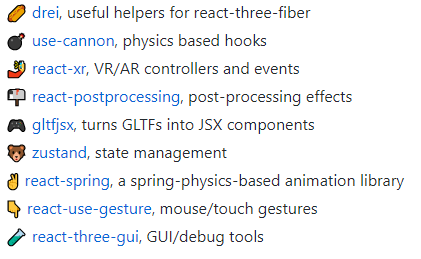 drei, useful helpers for react-three-fiber
use-cannon, physics based hooks
react-xr, VR/AR controllers and events
react-postprocessing, post-processing effects
gltfjsx, turns GLTFs into JSX components
zustand, state management
react-spring, a spring-physics-based animation library
react-use-gesture, mouse/touch gestures
react-three-gui, GUI/debug tools